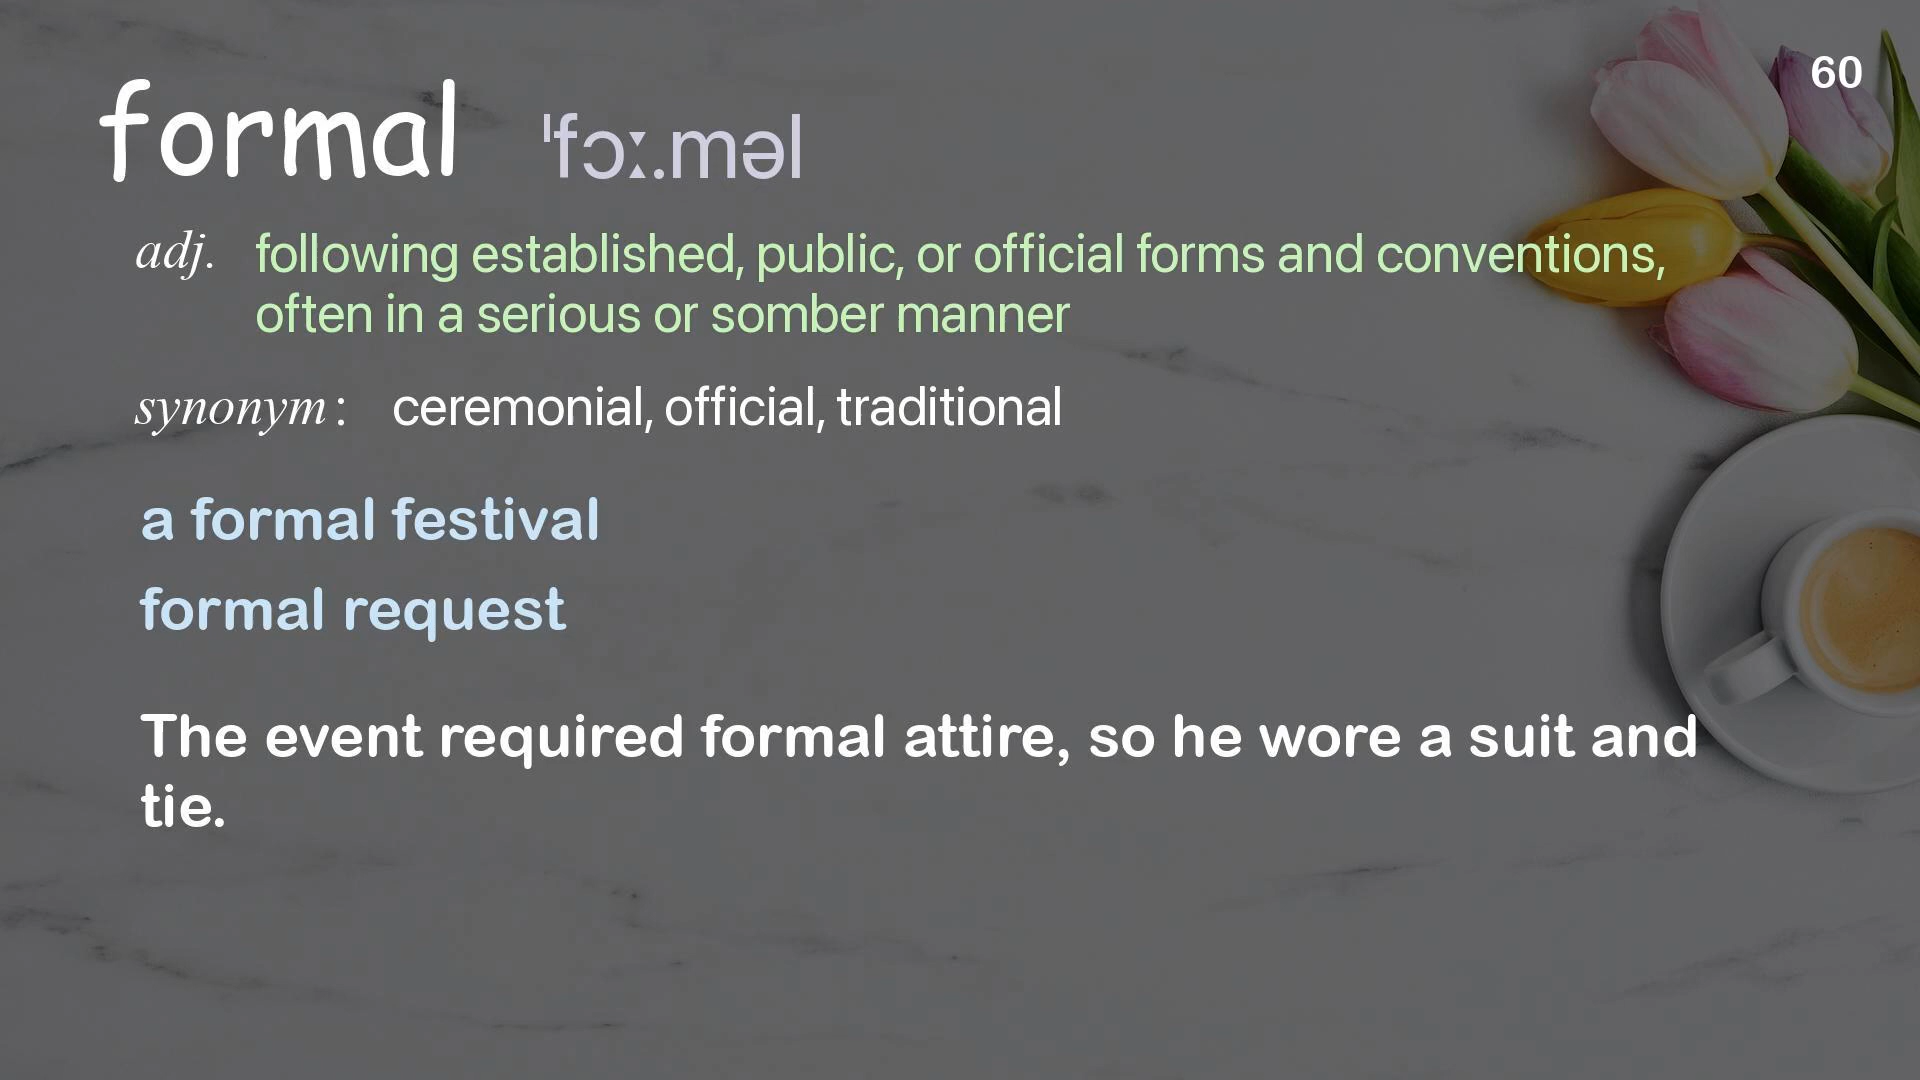 60
formal ˈfɔː.məl
adj. following established, public, or official forms and conventions,
often in a serious or somber manner
synonym: ceremonial, official, traditional
a formal festival
formal request
The event required formal attire, so he wore a suit and
tie.